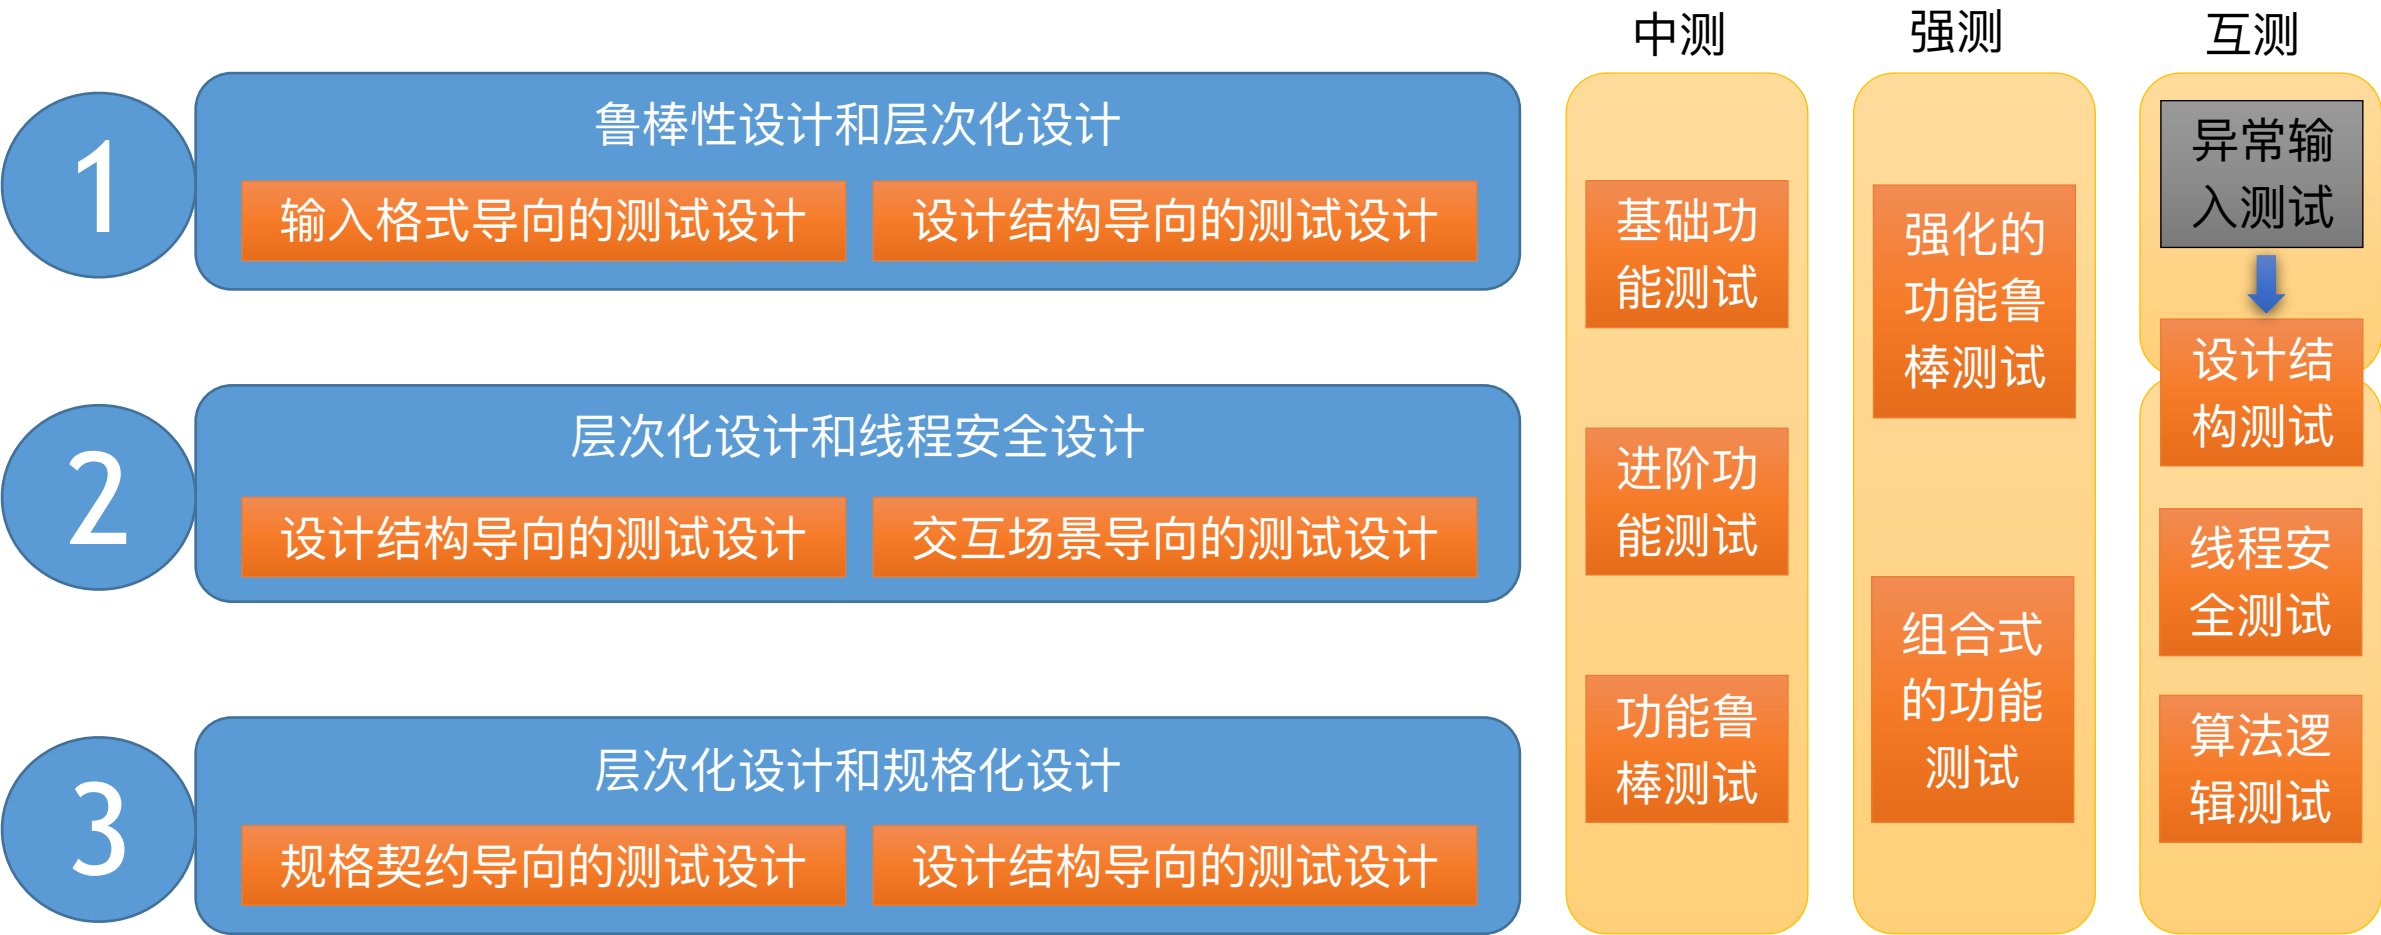 1
鲁棒性设计和层次化设计
输入格式导向的测试设计
设计结构导向的测试设计
2
层次化设计和线程安全设计
设计结构导向的测试设计
交互场景导向的测试设计
3
层次化设计和规格化设计
规格契约导向的测试设计
设计结构导向的测试设计
中测
基础功
能测试
进阶功
能测试
功能鲁
棒测试
强测
强化的
功能鲁
棒测试
组合式
的功能
测试
互测
异常输
入测试
设计结
构测试
线程安
全测试
算法逻
辑测试